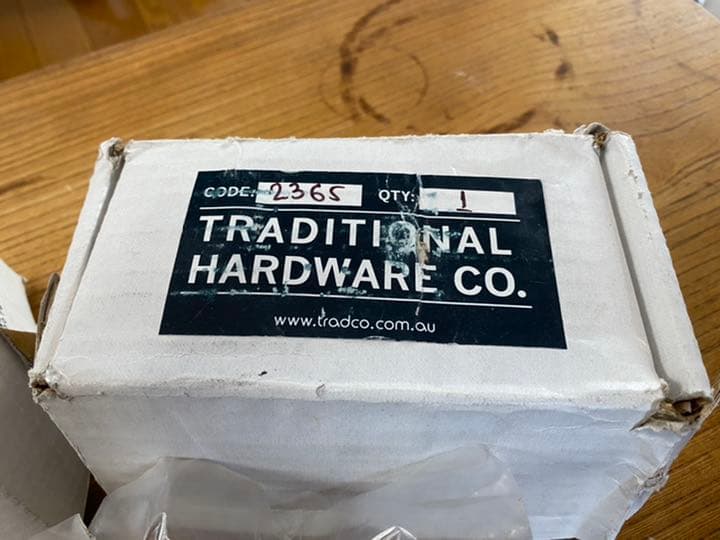 CODE: 2365 QTY: 1
TRADITIONAL
HARDWARE CO.
www.tradco.com.au